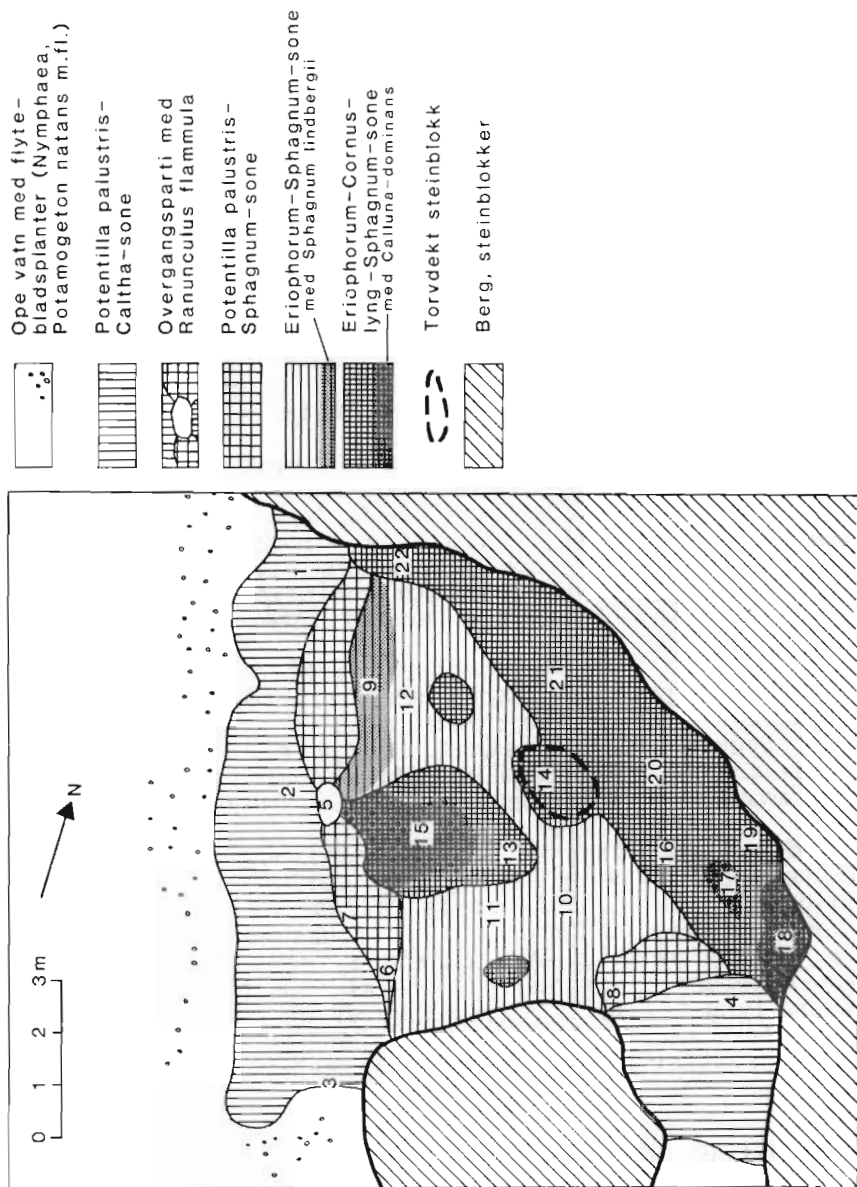 Ope vatn med flyte-
bladsplanter (Nymphaea,
Potamogeton natans m.fl.)
Potentilla palustris-
Caltha-sone
Overgangsparti med
Ranunculus flammula
Potentilla palustris-
Sphagnum-sone
Eriophorum-Sphagnum-sone
med Sphagnum lindbergii
Eriophorum-Cornus-
lyng-Sphagnum-sone
med Calluna-dominans
Torvdekt steinblokk
Berg, steinblokker
N
0 1 2 3 m
1
2
3
4
5
6
7
8
9
10
11
12
13
14
15
16
17
18
19
20
21
22